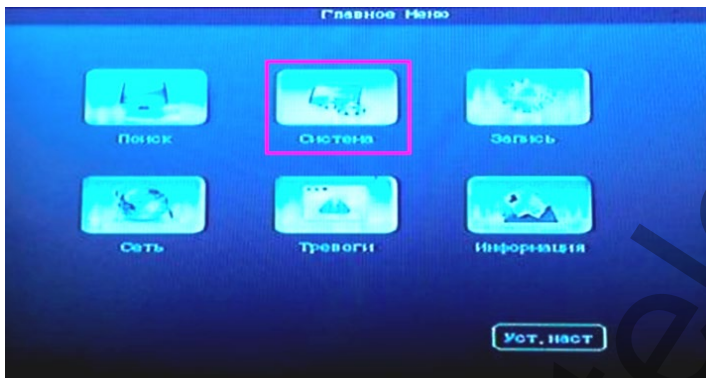 Главное Меню
Поиск
Система
Запись
Сеть
Тревоги
Информация
Уст.наст